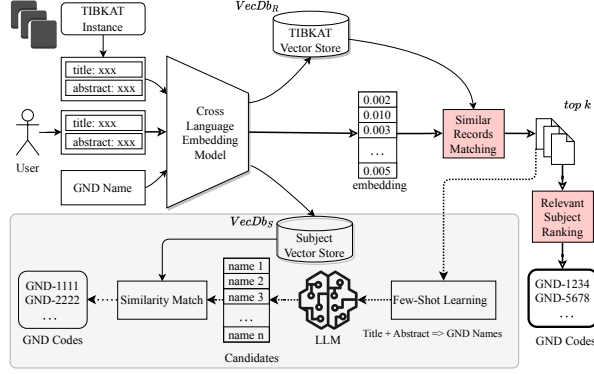 VecDb_R
TIBKAT
Instance
TIBKAT
Vector Store
title: xxx
abstract: xxx
title: xxx
abstract: xxx
User
GND Name
Cross
Language
Embedding
Model
0.002
0.010
0.003
...
0.005
embedding
Similar
Records
Matching
top k
Relevant
Subject
Ranking
GND-1234
GND-5678
...
GND Codes
VecDb_S
Subject
Vector Store
GND-1111
GND-2222
...
GND Codes
Similarity Match
name 1
name 2
name 3
...
name n
Candidates
LLM
Few-Shot Learning
Title + Abstract => GND Names